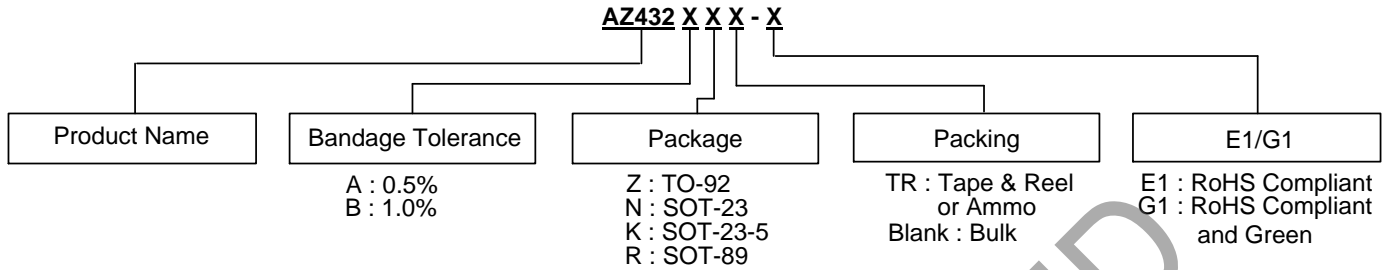 AZ432 X X X - X
Product Name
Bandage Tolerance
A : 0.5%
B : 1.0%
Package
Z : TO-92
N : SOT-23
K : SOT-23-5
R : SOT-89
Packing
TR : Tape & Reel
or Ammo
Blank : Bulk
E1/G1
E1 : RoHS Compliant
G1 : RoHS Compliant
and Green